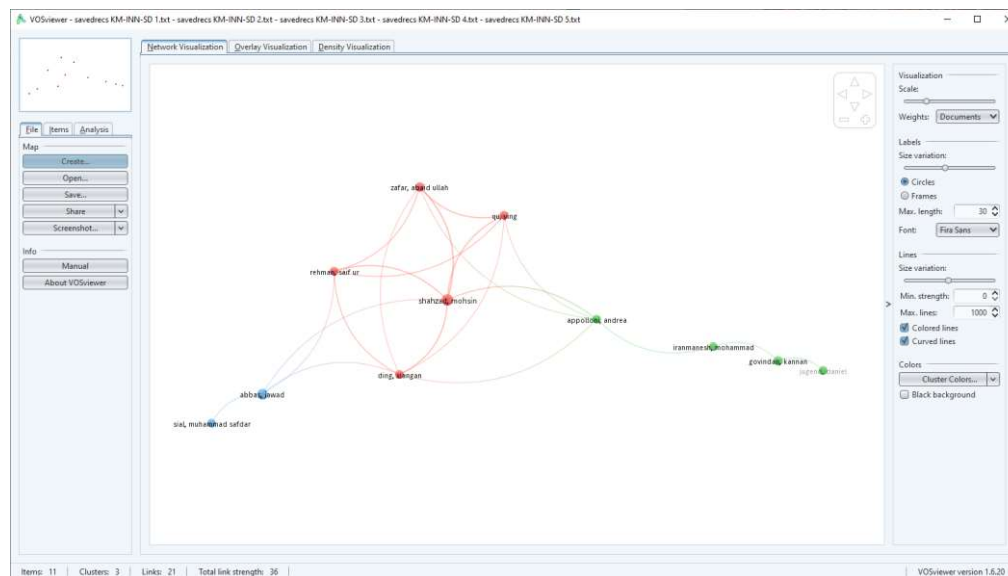 VOSviewer - savedrecs KM-INN-SD 1.txt - savedrecs KM-INN-SD 2.txt - savedrecs KM-INN-SD 3.txt - savedrecs KM-INN-SD 4.txt - savedrecs KM-INN-SD 5.txt
Network Visualization Overlay Visualization Density Visualization
File Items Analysis
Map
Create...
Open...
Save...
Share
Screenshot...
Info
Manual
About VOSviewer
zafar, ubaid ullah
qu, ying
rehman, saif ur
shahzad, mohsin
appolloni, andrea
iranmanesh, mohammad
govindan, kannan
jugend, daniel
ding, xiangan
abbas, jawad
sial, muhammad safdar
Visualization
Scale:
Weights: Documents
Labels
Size variation:
Circles
Frames
Max. length: 30
Font: Fira Sans
Lines
Size variation:
Min. strength: 0
Max. lines: 1000
Colored lines
Curved lines
>
Colors
Cluster Colors...
Black background
Items: 11 | Clusters: 3 | Links: 21 | Total link strength: 36 |
VOSviewer version 1.6.20